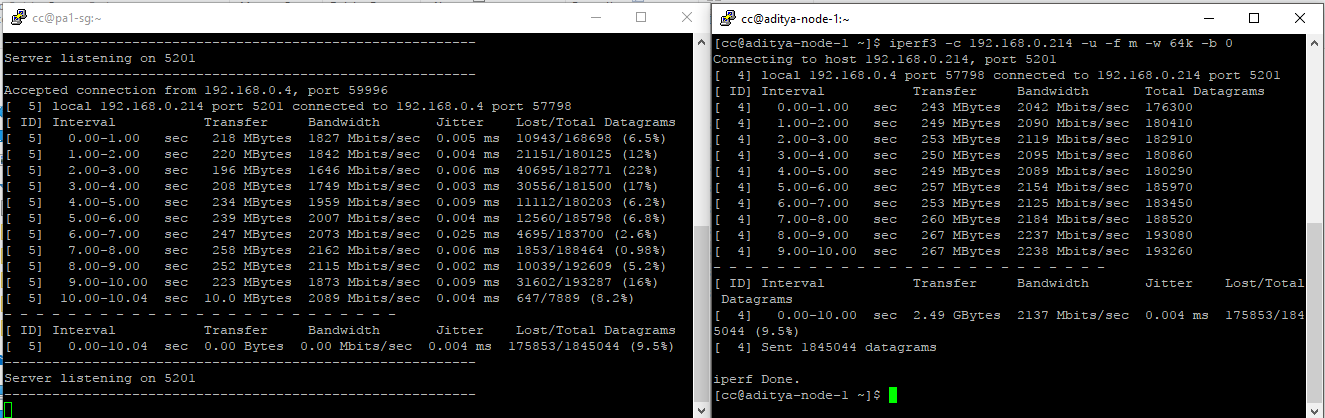 cc@pa1-sg:~
-----------------------------------------------------------
Server listening on 5201
-----------------------------------------------------------
Accepted connection from 192.168.0.4, port 59996
[  5] local 192.168.0.214 port 5201 connected to 192.168.0.4 port 57798
[ ID] Interval           Transfer     Bandwidth       Jitter    Lost/Total Datagrams
[  5]   0.00-1.00   sec   218 MBytes  1827 Mbits/sec  0.005 ms  10943/168698 (6.5%)
[  5]   1.00-2.00   sec   220 MBytes  1842 Mbits/sec  0.004 ms  21151/180125 (12%)
[  5]   2.00-3.00   sec   196 MBytes  1646 Mbits/sec  0.006 ms  40695/182771 (22%)
[  5]   3.00-4.00   sec   208 MBytes  1749 Mbits/sec  0.003 ms  30556/181500 (17%)
[  5]   4.00-5.00   sec   234 MBytes  1959 Mbits/sec  0.009 ms  11112/180203 (6.2%)
[  5]   5.00-6.00   sec   239 MBytes  2007 Mbits/sec  0.004 ms  12560/185798 (6.8%)
[  5]   6.00-7.00   sec   247 MBytes  2073 Mbits/sec  0.025 ms  4695/183700 (2.6%)
[  5]   7.00-8.00   sec   258 MBytes  2162 Mbits/sec  0.006 ms  1853/188464 (0.98%)
[  5]   8.00-9.00   sec   252 MBytes  2115 Mbits/sec  0.002 ms  10039/192609 (5.2%)
[  5]   9.00-10.00  sec   223 MBytes  1873 Mbits/sec  0.009 ms  31602/193287 (16%)
[  5]  10.00-10.04  sec  10.0 MBytes  2089 Mbits/sec  0.004 ms  647/7889 (8.2%)
- - - - - - - - - - - - - - - - - - - - - - - - -
[ ID] Interval           Transfer     Bandwidth       Jitter    Lost/Total Datagrams
[  5]   0.00-10.04  sec  0.00 Bytes  0.00 Mbits/sec  0.004 ms  175853/1845044 (9.5%)
-----------------------------------------------------------
Server listening on 5201
-----------------------------------------------------------
cc@aditya-node-1:~
[cc@aditya-node-1 ~]$ iperf3 -c 192.168.0.214 -u -f m -w 64k -b 0
Connecting to host 192.168.0.214, port 5201
[  4] local 192.168.0.4 port 57798 connected to 192.168.0.214 port 5201
[ ID] Interval           Transfer     Bandwidth       Total Datagrams
[  4]   0.00-1.00   sec   243 MBytes  2042 Mbits/sec  176300
[  4]   1.00-2.00   sec   249 MBytes  2090 Mbits/sec  180410
[  4]   2.00-3.00   sec   253 MBytes  2119 Mbits/sec  182910
[  4]   3.00-4.00   sec   250 MBytes  2095 Mbits/sec  180860
[  4]   4.00-5.00   sec   249 MBytes  2089 Mbits/sec  180290
[  4]   5.00-6.00   sec   257 MBytes  2154 Mbits/sec  185970
[  4]   6.00-7.00   sec   253 MBytes  2125 Mbits/sec  183450
[  4]   7.00-8.00   sec   260 MBytes  2184 Mbits/sec  188520
[  4]   8.00-9.00   sec   267 MBytes  2237 Mbits/sec  193080
[  4]   9.00-10.00  sec   267 MBytes  2238 Mbits/sec  193260
- - - - - - - - - - - - - - - - - - - - - - - - -
[ ID] Interval           Transfer     Bandwidth       Jitter    Lost/Total
 Datagrams
[  4]   0.00-10.00  sec  2.49 GBytes  2137 Mbits/sec  0.004 ms  175853/184
5044 (9.5%)
[  4] Sent 1845044 datagrams

iperf Done.
[cc@aditya-node-1 ~]$